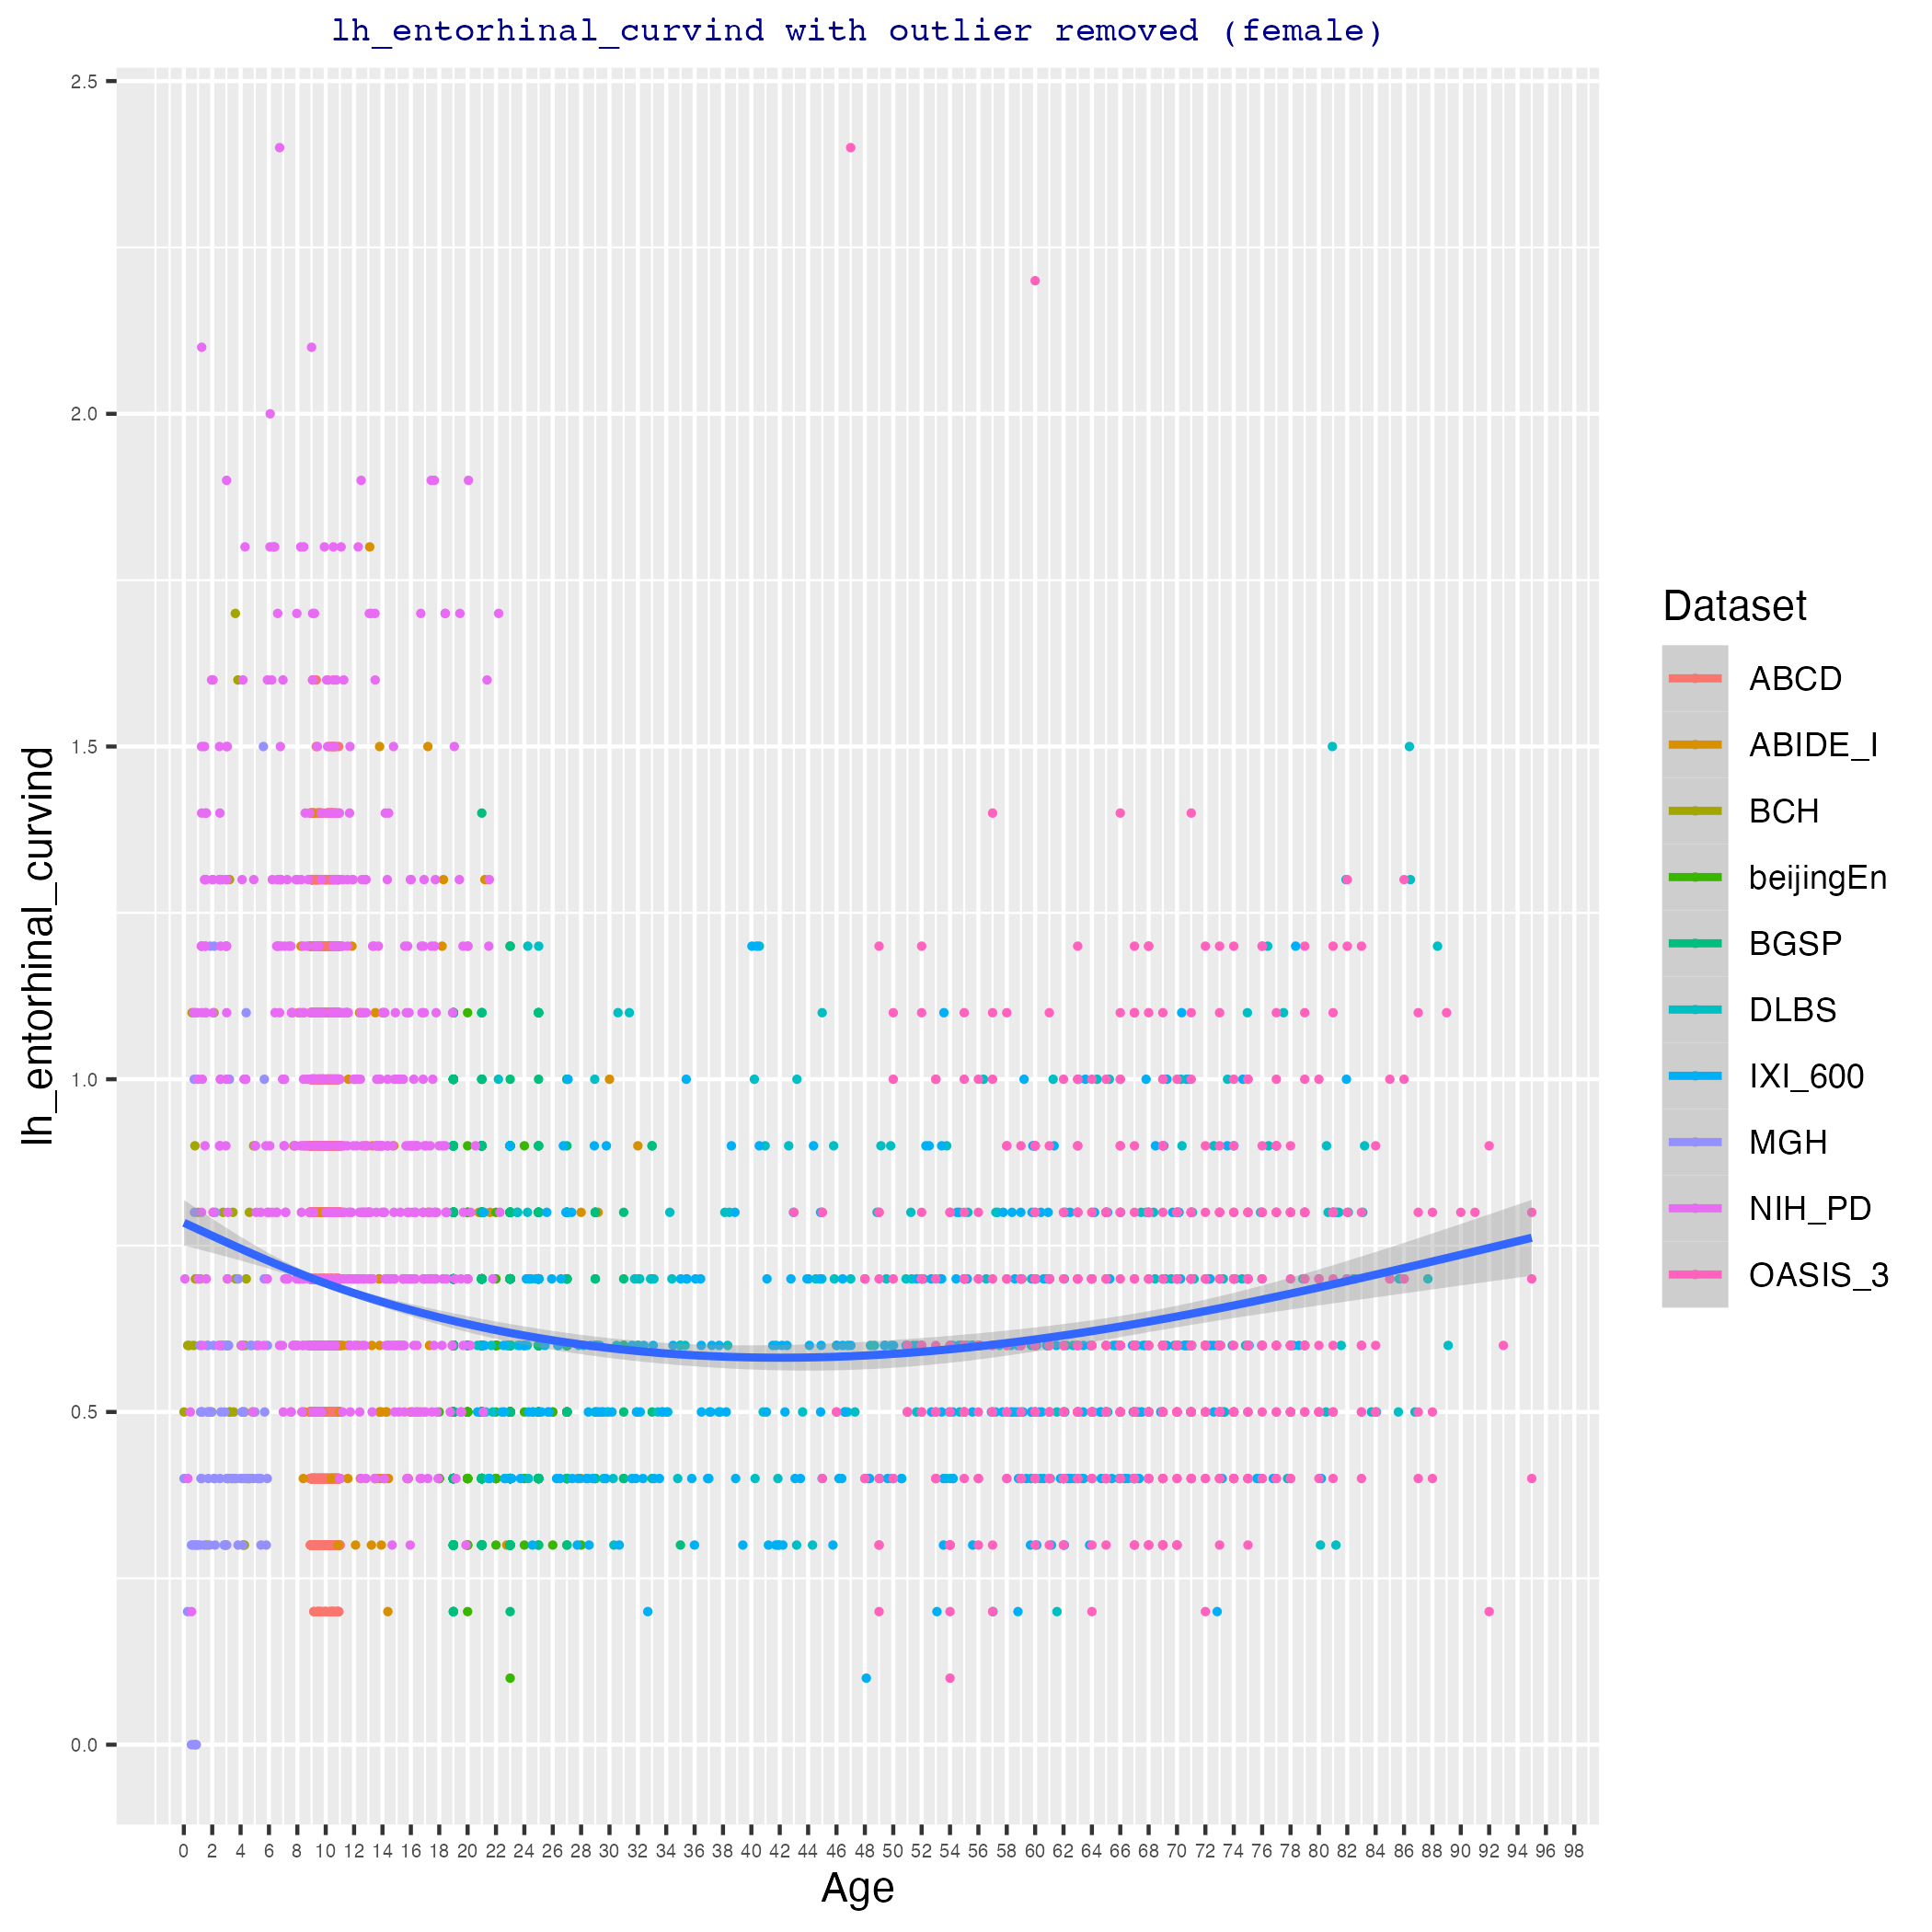 lh_entorhinal_curvind with outlier removed (female)
2.5
2.0
1.5
1.0
0.5
0.0
lh_entorhinal_curvind
0 2 4 6 8 10 12 14 16 18 20 22 24 26 28 30 32 34 36 38 40 42 44 46 48 50 52 54 56 58 60 62 64 66 68 70 72 74 76 78 80 82 84 86 88 90 92 94 96 98
Age
Dataset
ABCD
ABIDE_I
BCH
beijingEn
BGSP
DLBS
IXI_600
MGH
NIH_PD
OASIS_3